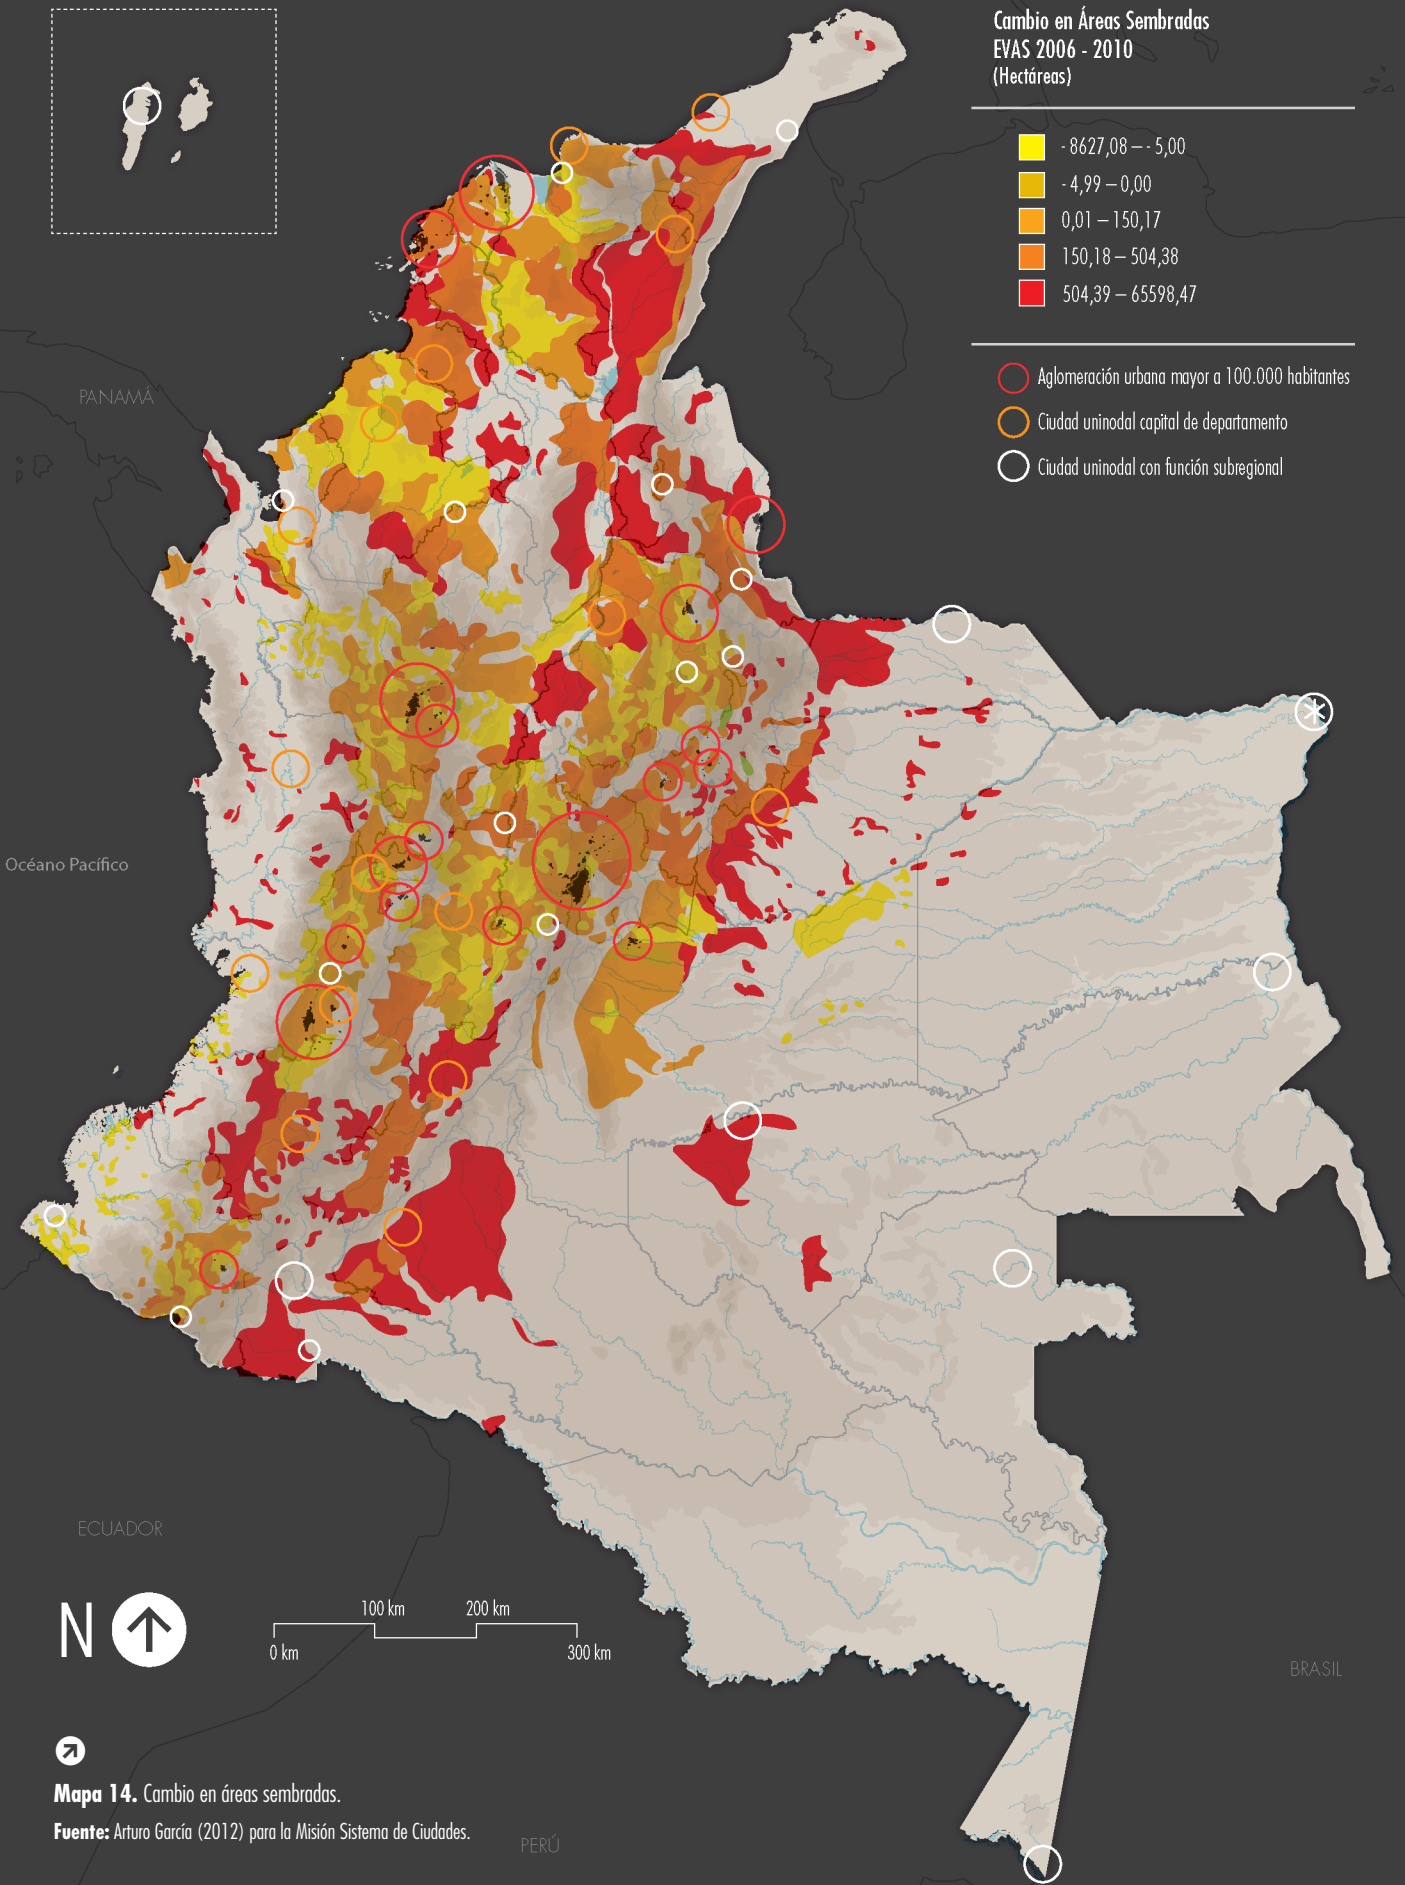 Cambio en Áreas Sembradas
EVAS 2006 - 2010
(Hectáreas)
- 8627,08 – - 5,00
- 4,99 – 0,00
0,01 – 150,17
150,18 – 504,38
504,39 – 65598,47
Aglomeración urbana mayor a 100.000 habitantes
Ciudad uninodal capital de departamento
Ciudad uninodal con función subregional
PANAMÁ
Océano Pacífico
ECUADOR
N
100 km
200 km
0 km
300 km
BRASIL
Mapa 14. Cambio en áreas sembradas.
Fuente: Arturo García (2012) para la Misión Sistema de Ciudades.
PERÚ